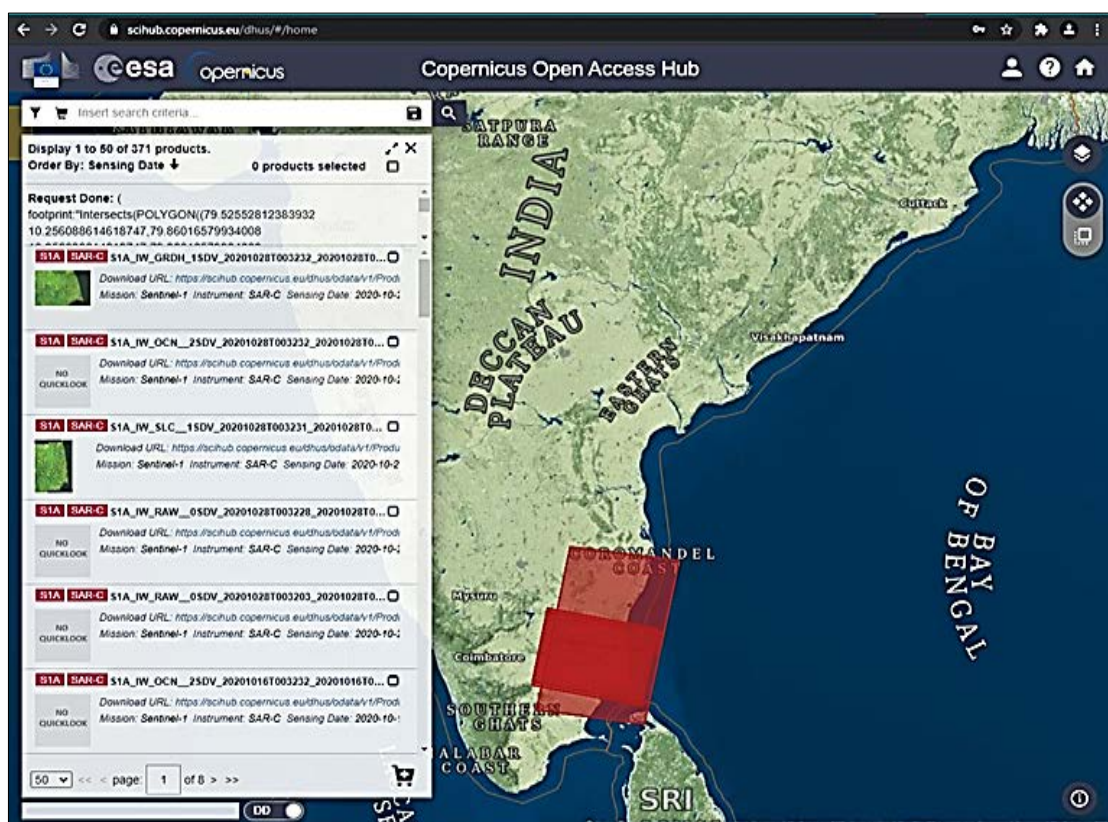 scihub.copernicus.eu/dhus/#/home
esa
opernicus
Copernicus Open Access Hub
Insert search criteria...
Display 1 to 50 of 371 products.
Order By: Sensing Date
0 products selected
Request Done: (
footprint:"Intersects(POLYGON((79.52552812383932
10.256088614618747,79.86016579934008
S1A SAR-C S1A_IW_GRDH_1SDV_20201028T003232_20201028T0...
Download URL: https://scihub.copernicus.eu/dhus/odata/v1/Prod
Mission: Sentinel-1 Instrument: SAR-C Sensing Date: 2020-10-2
S1A SAR-C S1A_IW_OCN__2SDV_20201028T003232_20201028T0...
NO QUICKLOOK
Download URL: https://scihub.copernicus.eu/dhus/odata/v1/Prod
Mission: Sentinel-1 Instrument: SAR-C Sensing Date: 2020-10-2
S1A SAR-C S1A_IW_SLC__1SDV_20201028T003231_20201028T0...
Download URL: https://scihub.copernicus.eu/dhus/odata/v1/Produ
Mission: Sentinel-1 Instrument: SAR-C Sensing Date: 2020-10-2
S1A SAR-C S1A_IW_RAW__0SDV_20201028T003228_20201028T0...
NO QUICKLOOK
Download URL: https://scihub.copernicus.eu/dhus/odata/v1/Prod
Mission: Sentinel-1 Instrument: SAR-C Sensing Date: 2020-10-2
S1A SAR-C S1A_IW_RAW__0SDV_20201028T003203_20201028T0...
NO QUICKLOOK
Download URL: https://scihub.copernicus.eu/dhus/odata/v1/Prod
Mission: Sentinel-1 Instrument: SAR-C Sensing Date: 2020-10-2
S1A SAR-C S1A_IW_OCN__2SDV_20201016T003232_20201016T0...
NO QUICKLOOK
Download URL: https://scihub.copernicus.eu/dhus/odata/v1/Prod
Mission: Sentinel-1 Instrument: SAR-C Sensing Date: 2020-10-
50 << < page: 1 of 8 > >>
DD
SATPURA
RANGE
INDIA
DECCAN
PLATEAU
EASTERN
GHATS
Cuttack
Visakhapatnam
OF BAY
BENGAL
COROMANDEL
COAST
Mysuru
Coimbatore
SOUTHERN
GHATS
ALABAR
COAST
SRI